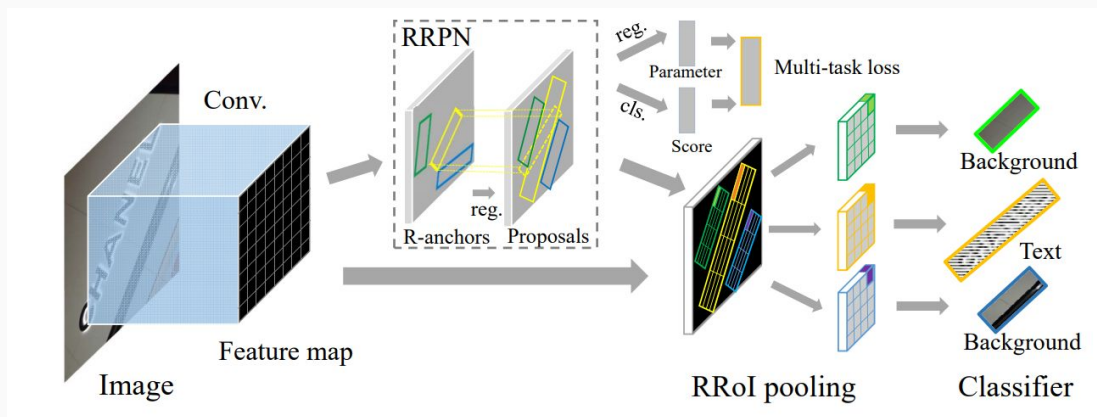 RRPN
reg.
cls.
Parameter
Score
Multi-task loss
Conv.
CHANEL
reg.
R-anchors
Proposals
Feature map
Image
RRoI pooling
Background
Text
Background
Classifier